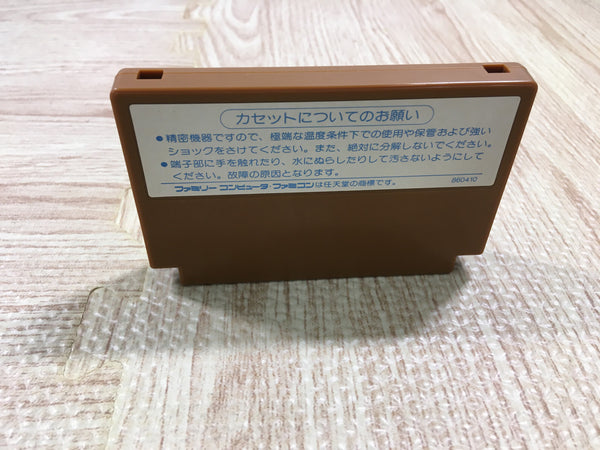 カセットについてのお願い
●精密機器ですので、極端な温度条件下での使用や保管および強い
ショックをさけてください。また、絶対に分解しないでください。
●端子部に手を触れたり、水にぬらしたりして汚さないようにして
ください。故障の原因となります。
ファミリー コンピュータ・ファミコンは任天堂の商標です。 860410